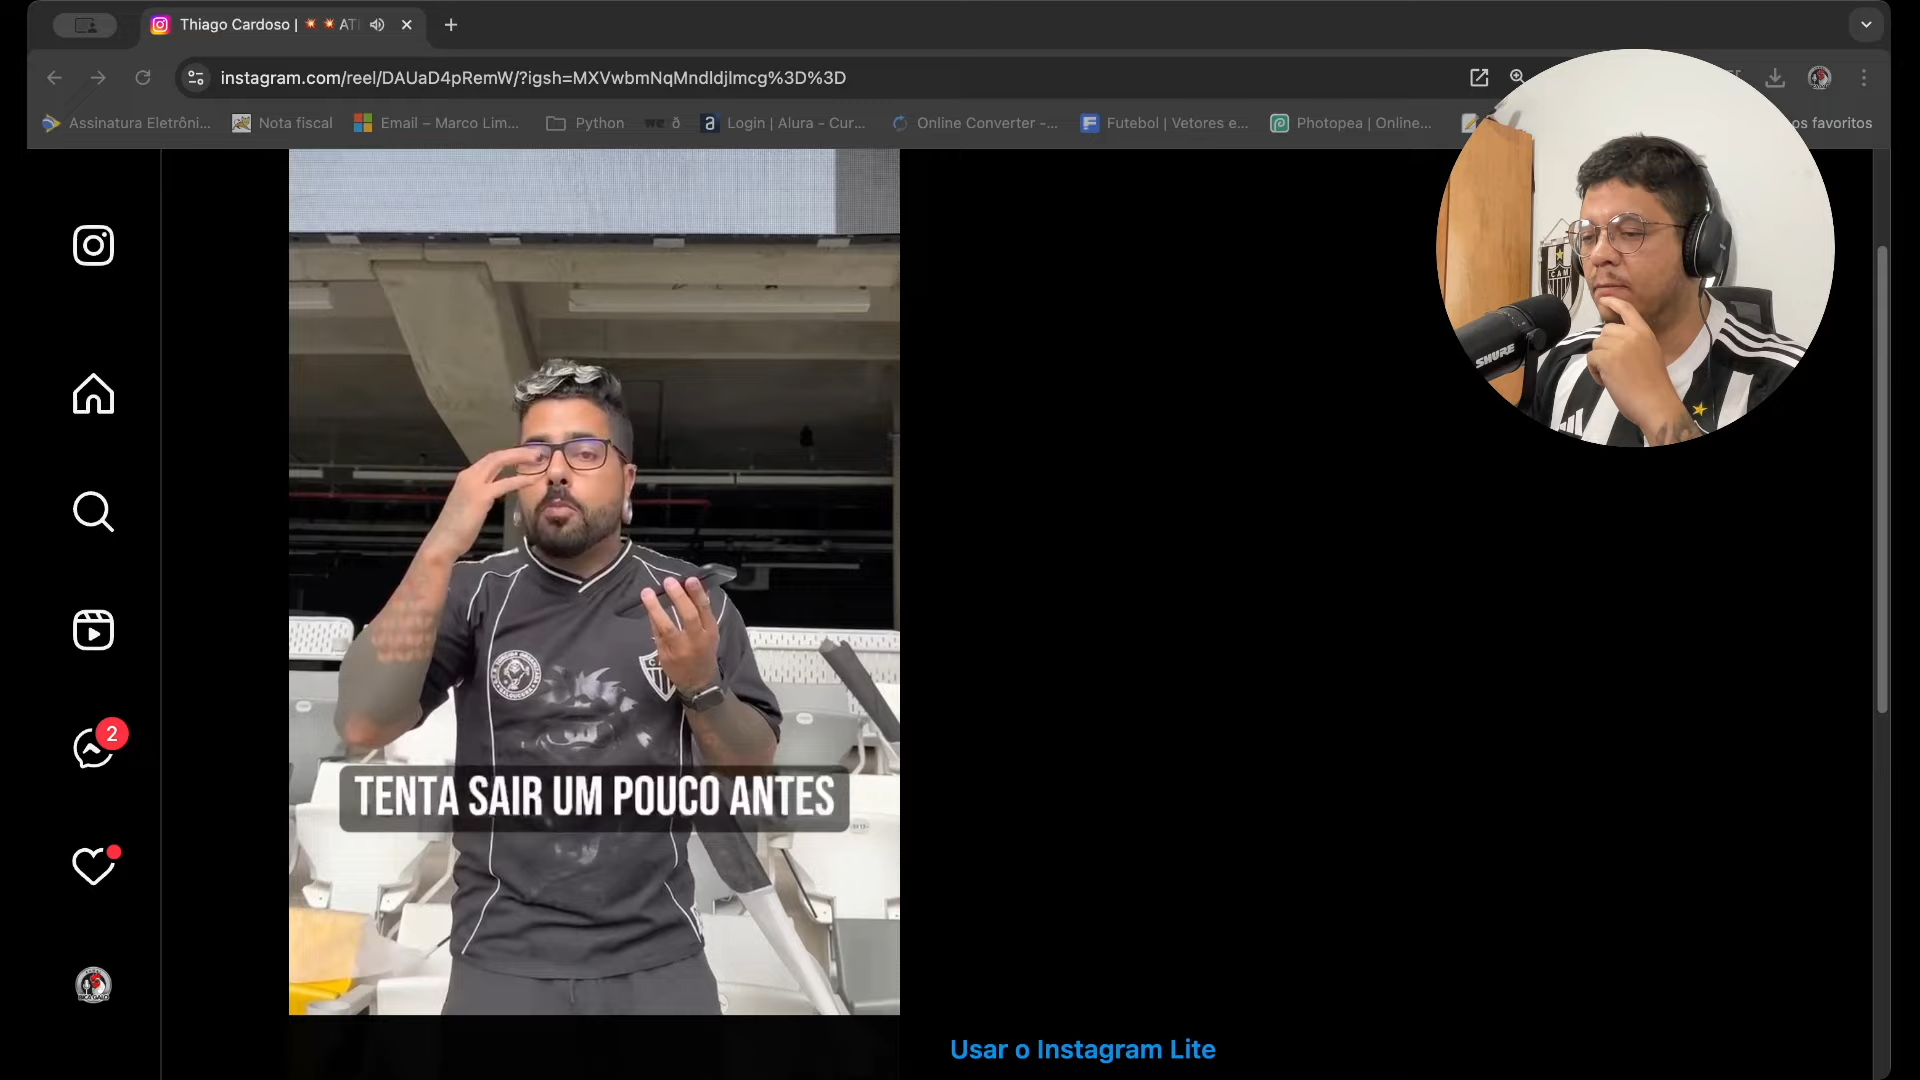 Thiago Cardoso | 💥💥AT
instagram.com/reel/DAUaD4pRemW/?igsh=MXVwbmNqMndldjlmcg%3D%3D
Assinatura Eletrôni...
Nota fiscal
Email – Marco Lim...
Python
Login | Alura - Cur...
Online Converter -...
Futebol | Vetores e...
Photopea | Online...
os favoritos
CAM
SHURE
TENTA SAIR UM POUCO ANTES
2
Usar o Instagram Lite